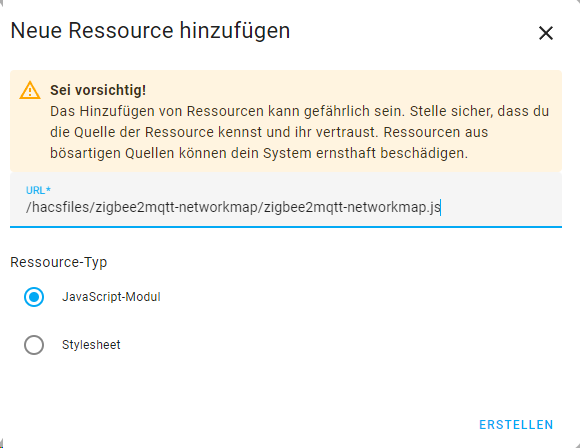 Neue Ressource hinzufügen
Sei vorsichtig!
Das Hinzufügen von Ressourcen kann gefährlich sein. Stelle sicher, dass du
die Quelle der Ressource kennst und ihr vertraust. Ressourcen aus
bösartigen Quellen können dein System ernsthaft beschädigen.
URL*
/hacsfiles/zigbee2mqtt-networkmap/zigbee2mqtt-networkmap.js
Ressource-Typ
JavaScript-Modul
Stylesheet
ERSTELLEN